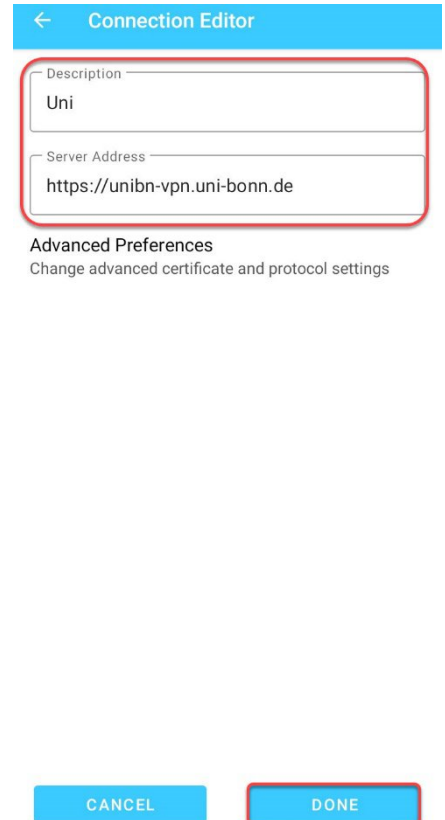 Connection Editor
Description
Uni
Server Address
https://unibn-vpn.uni-bonn.de
Advanced Preferences
Change advanced certificate and protocol settings
CANCEL
DONE